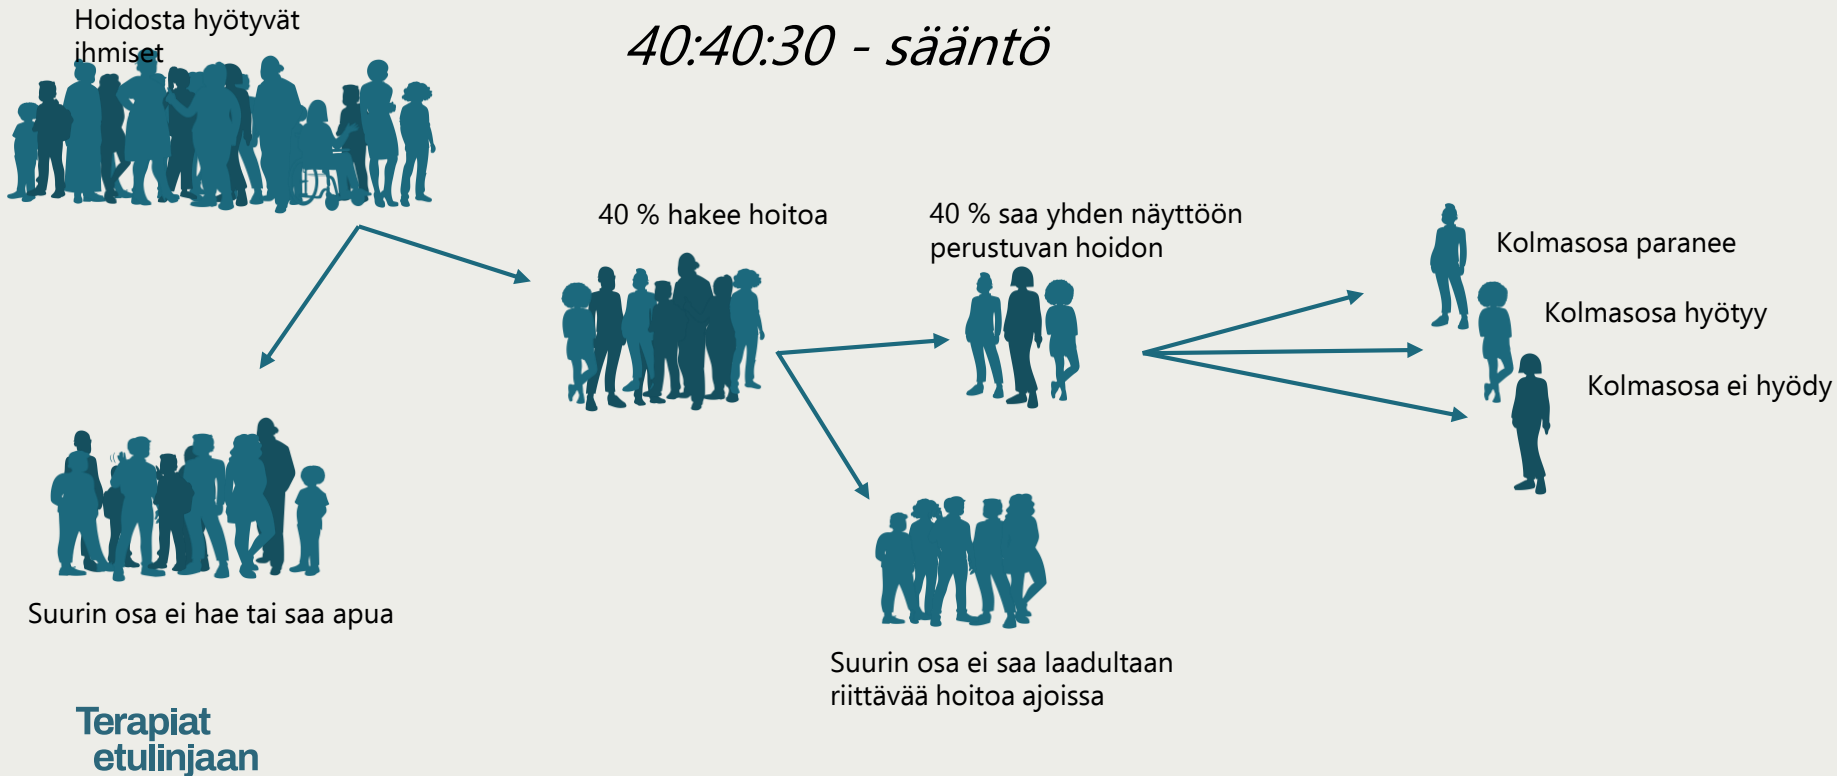 Hoidosta hyötyvät
ihmiset
40:40:30 - sääntö
40 % hakee hoitoa
40 % saa yhden näyttöön
perustuvan hoidon
Kolmasosa paranee
Kolmasosa hyötyy
Kolmasosa ei hyödy
Suurin osa ei hae tai saa apua
Suurin osa ei saa laadultaan
riittävää hoitoa ajoissa
Terapiat
etulinjaan